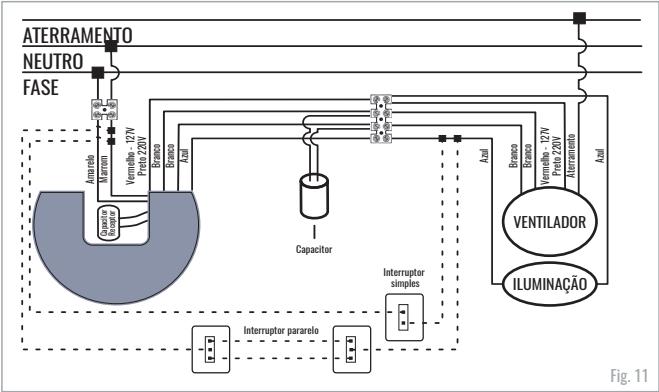 ATERRAMENTO
NEUTRO
FASE
Amarelo
Marrom
Vermelho - 127V
Preto 220V
Branco
Branco
Azul
Capacitor
Receptor
Capacitor
Azul
Branco
Branco
Vermelho - 127V
Preto 220V
Aterramento
Azul
VENTILADOR
ILUMINAÇÃO
Interruptor
simples
Interruptor pararelo
Fig. 11